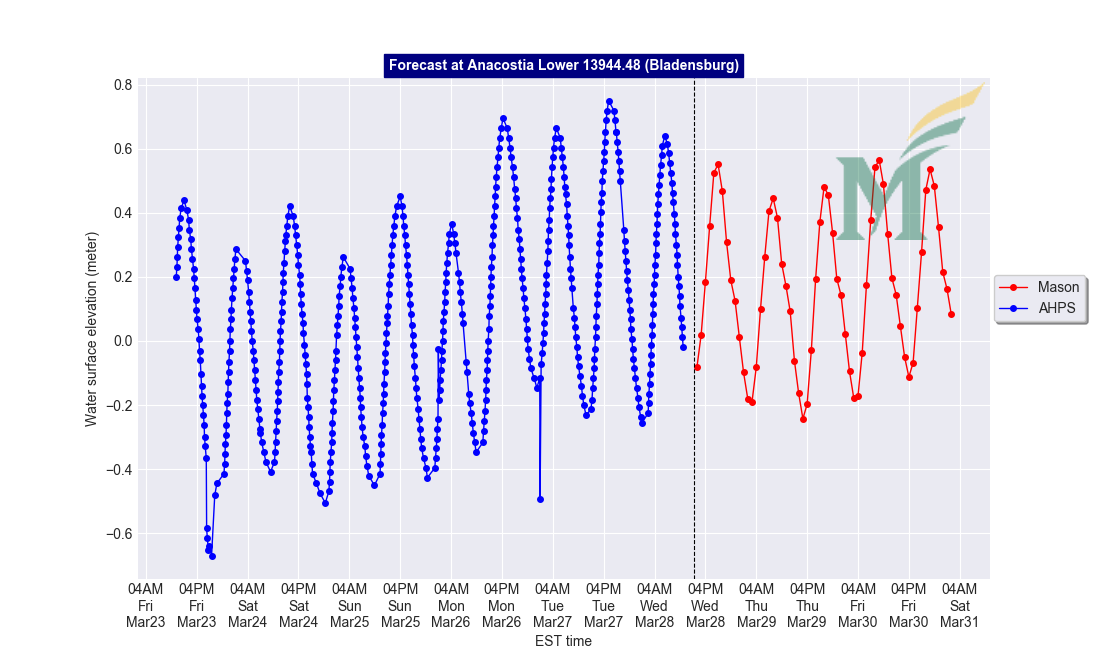 Forecast at Anacostia Lower 13944.48 (Bladensburg)
Water surface elevation (meter)
0.8
0.6
0.4
0.2
0.0
−0.2
−0.4
−0.6
M
Mason
AHPS
04AM 04PM 04AM 04PM 04AM 04PM 04AM 04PM 04AM 04PM 04AM 04PM 04AM 04PM 04AM 04PM 04AM
Fri Fri Sat Sat Sun Sun Mon Mon Tue Tue Wed Wed Thu Thu Fri Fri Sat
Mar23 Mar23 Mar24 Mar24 Mar25 Mar25 Mar26 Mar26 Mar27 Mar27 Mar28 Mar28 Mar29 Mar29 Mar30 Mar30 Mar31
EST time